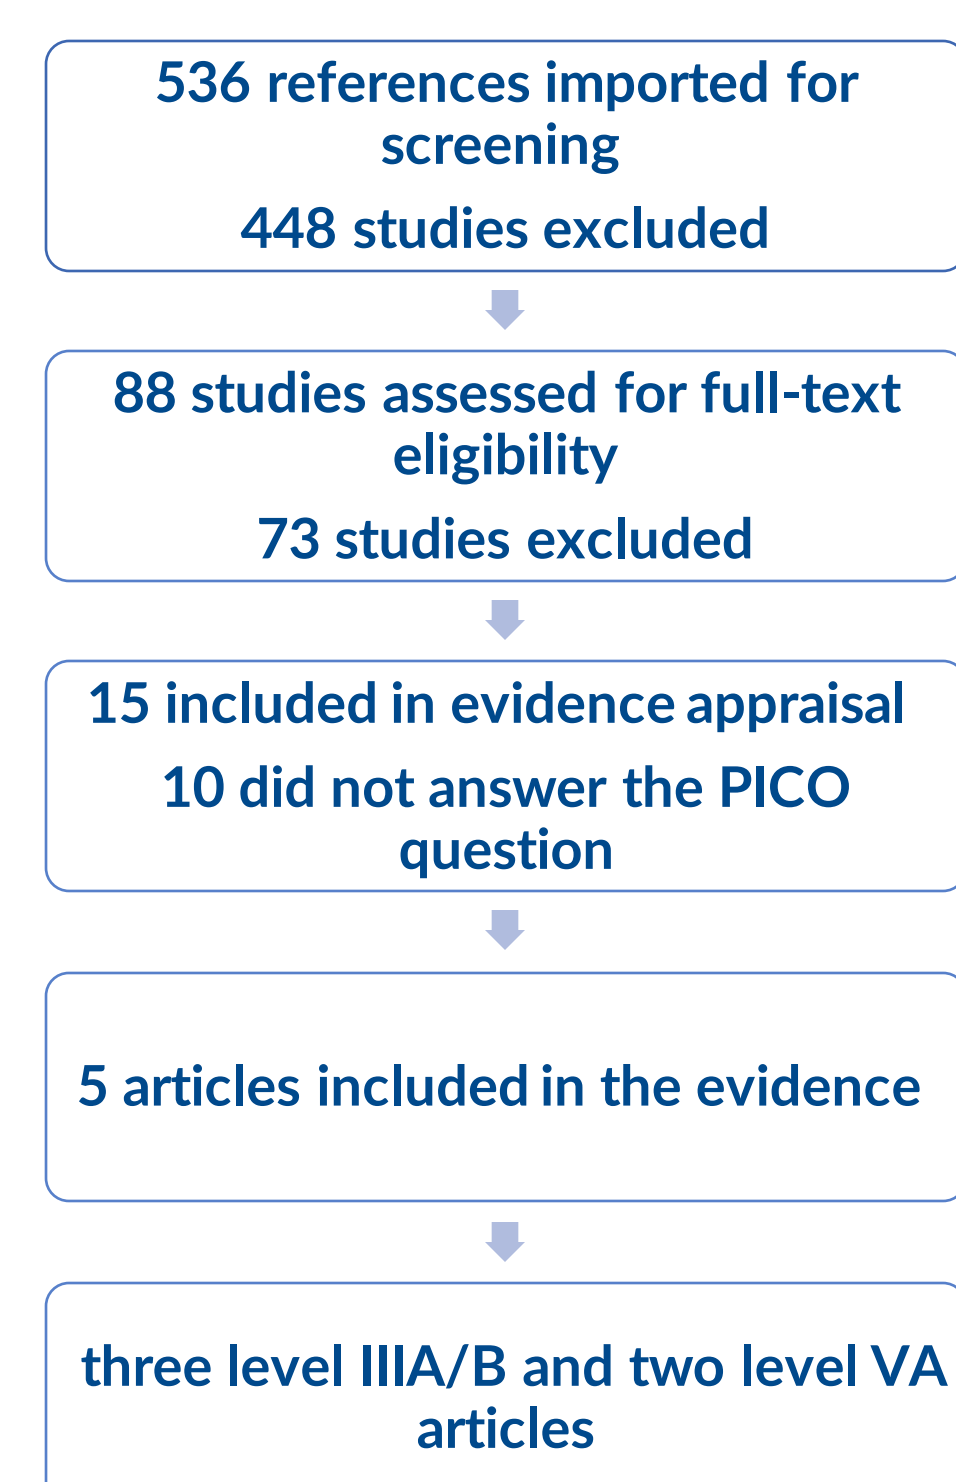 536 references imported for
screening
448 studies excluded
88 studies assessed for full-text
eligibility
73 studies excluded
15 included in evidence appraisal
10 did not answer the PICO
question
5 articles included in the evidence
three level IIIA/B and two level VA
articles